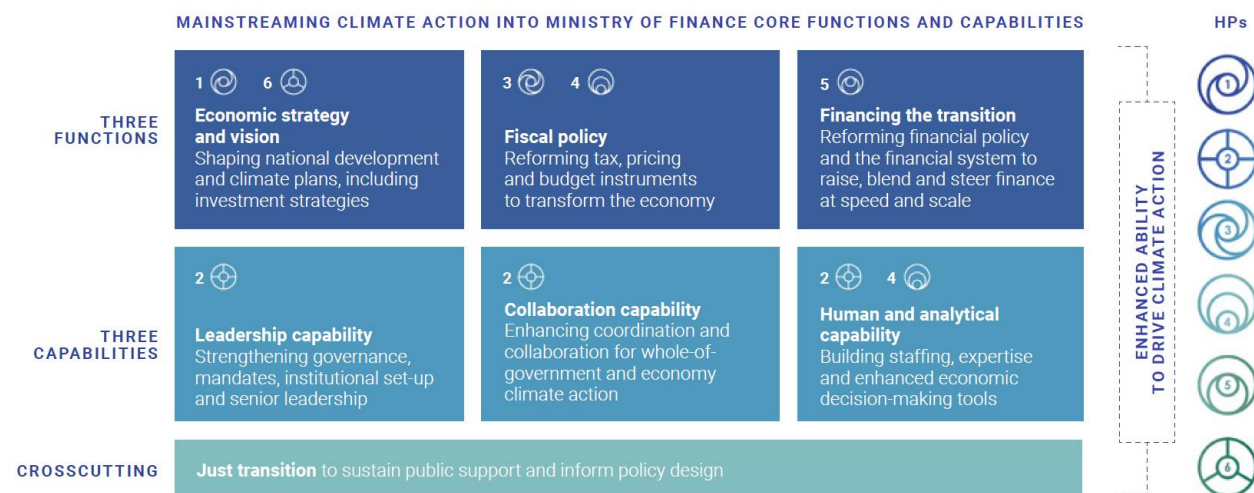 MAINSTREAMING CLIMATE ACTION INTO MINISTRY OF FINANCE CORE FUNCTIONS AND CAPABILITIES
HPs
THREE
FUNCTIONS
1 6
Economic strategy
and vision
Shaping national development
and climate plans, including
investment strategies
3 4
Fiscal policy
Reforming tax, pricing
and budget instruments
to transform the economy
5
Financing the transition
Reforming financial policy
and the financial system to
raise, blend and steer finance
at speed and scale
THREE
CAPABILITIES
2
Leadership capability
Strengthening governance,
mandates, institutional set-up
and senior leadership
2
Collaboration capability
Enhancing coordination and
collaboration for whole-of-
government and economy
climate action
2 4
Human and analytical
capability
Building staffing, expertise
and enhanced economic
decision-making tools
CROSSCUTTING
Just transition to sustain public support and inform policy design
ENHANCED ABILITY
TO DRIVE CLIMATE ACTION
1
2
3
4
5
6